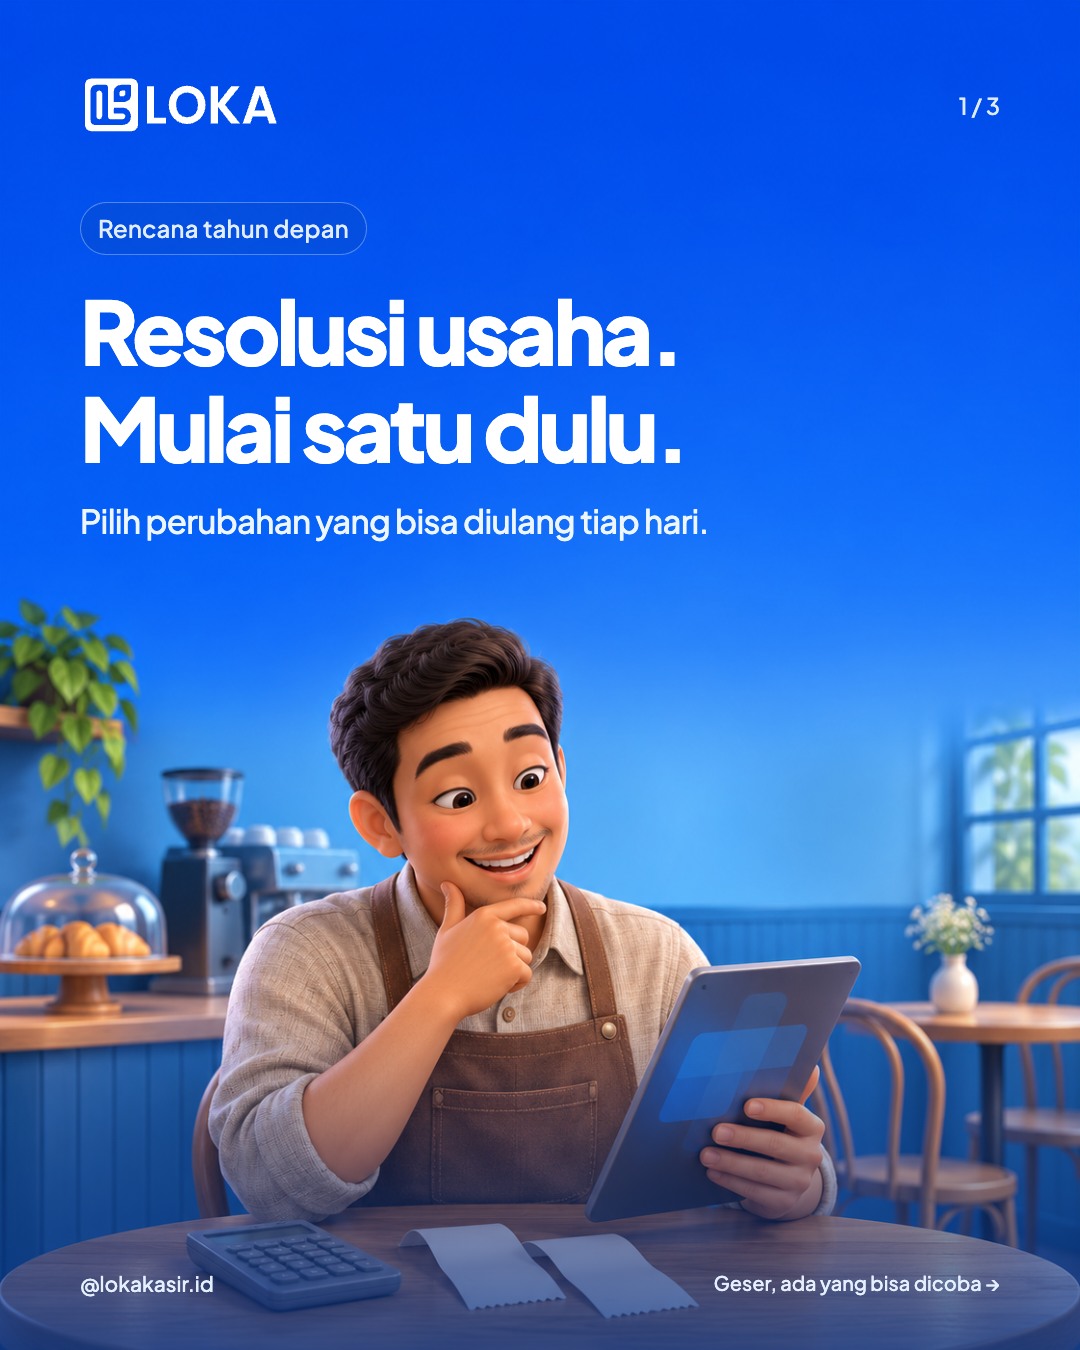 LOKA
1/3
Rencana tahun depan
Resolusi usaha.
Mulai satu dulu.
Pilih perubahan yang bisa diulang tiap hari.
@lokakasir.id
Geser, ada yang bisa dicoba →